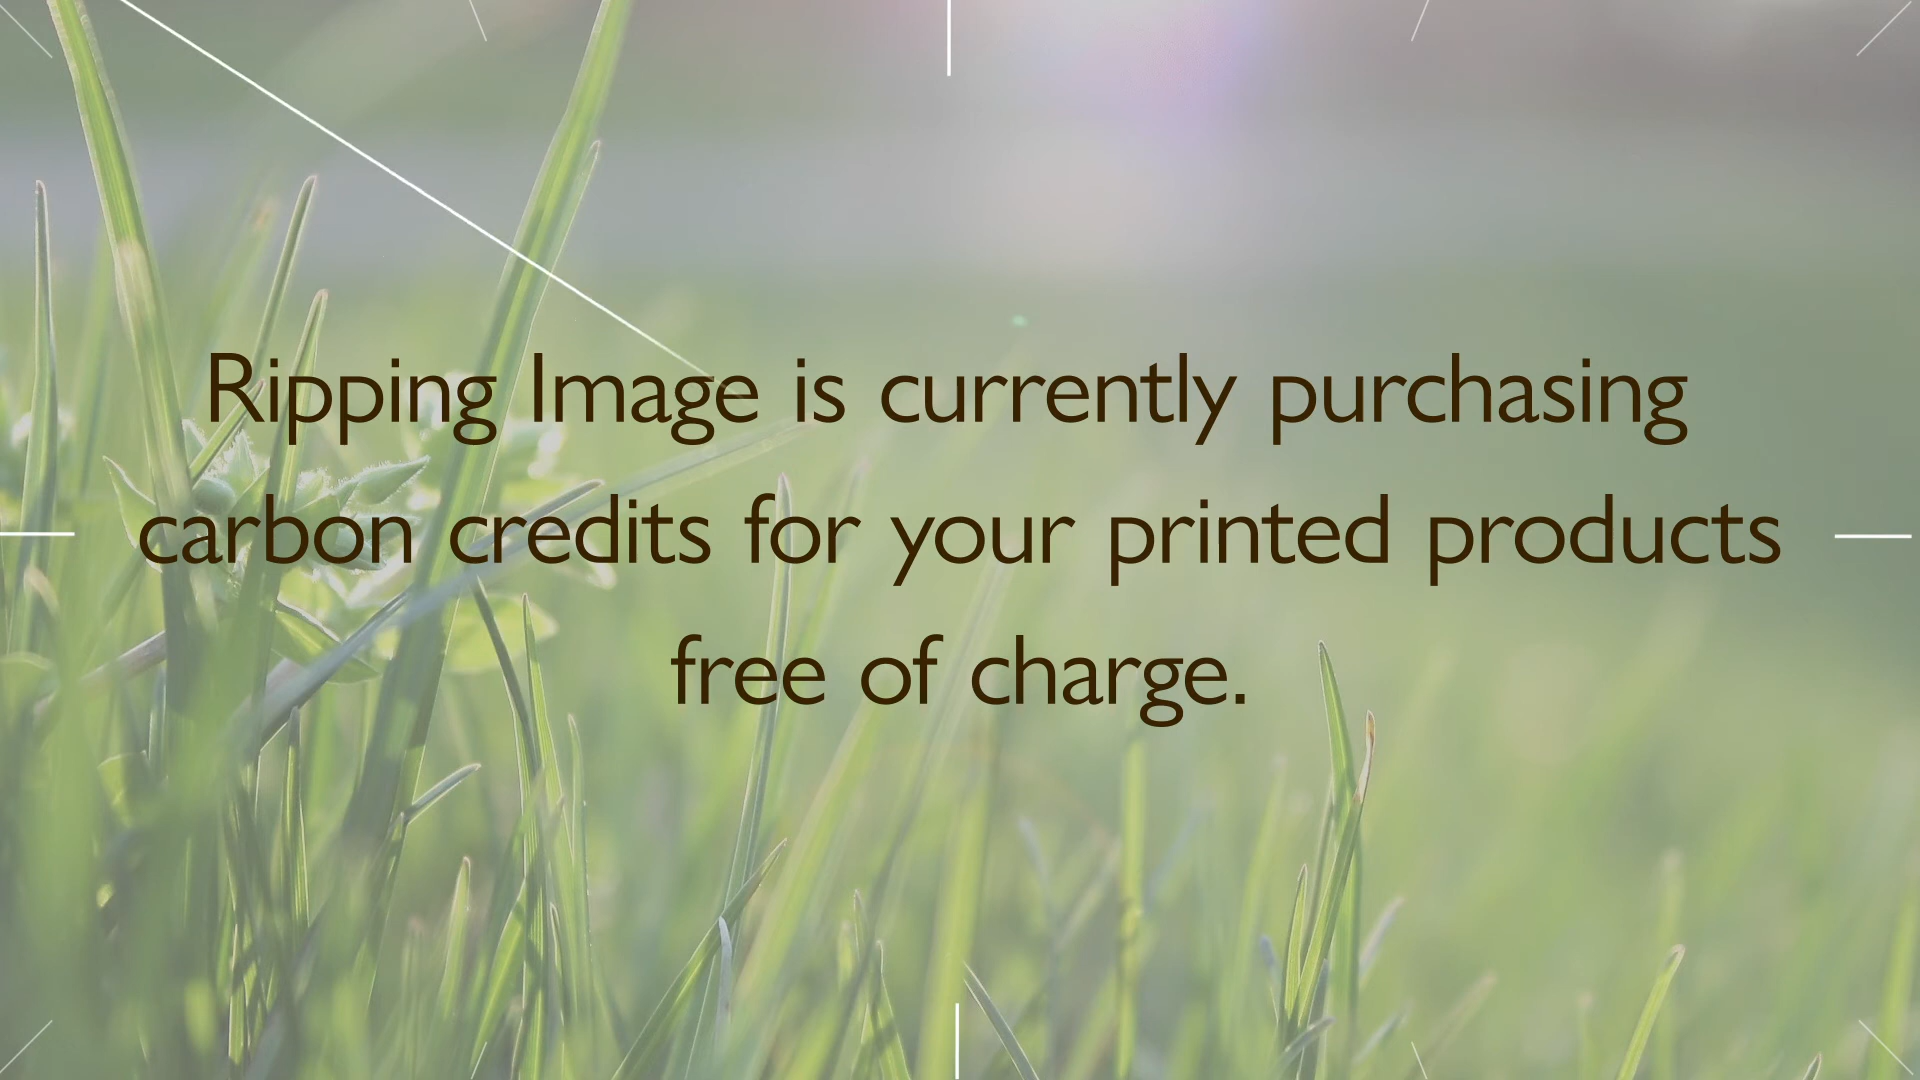 Ripping Image is currently purchasing
carbon credits for your printed products
free of charge.